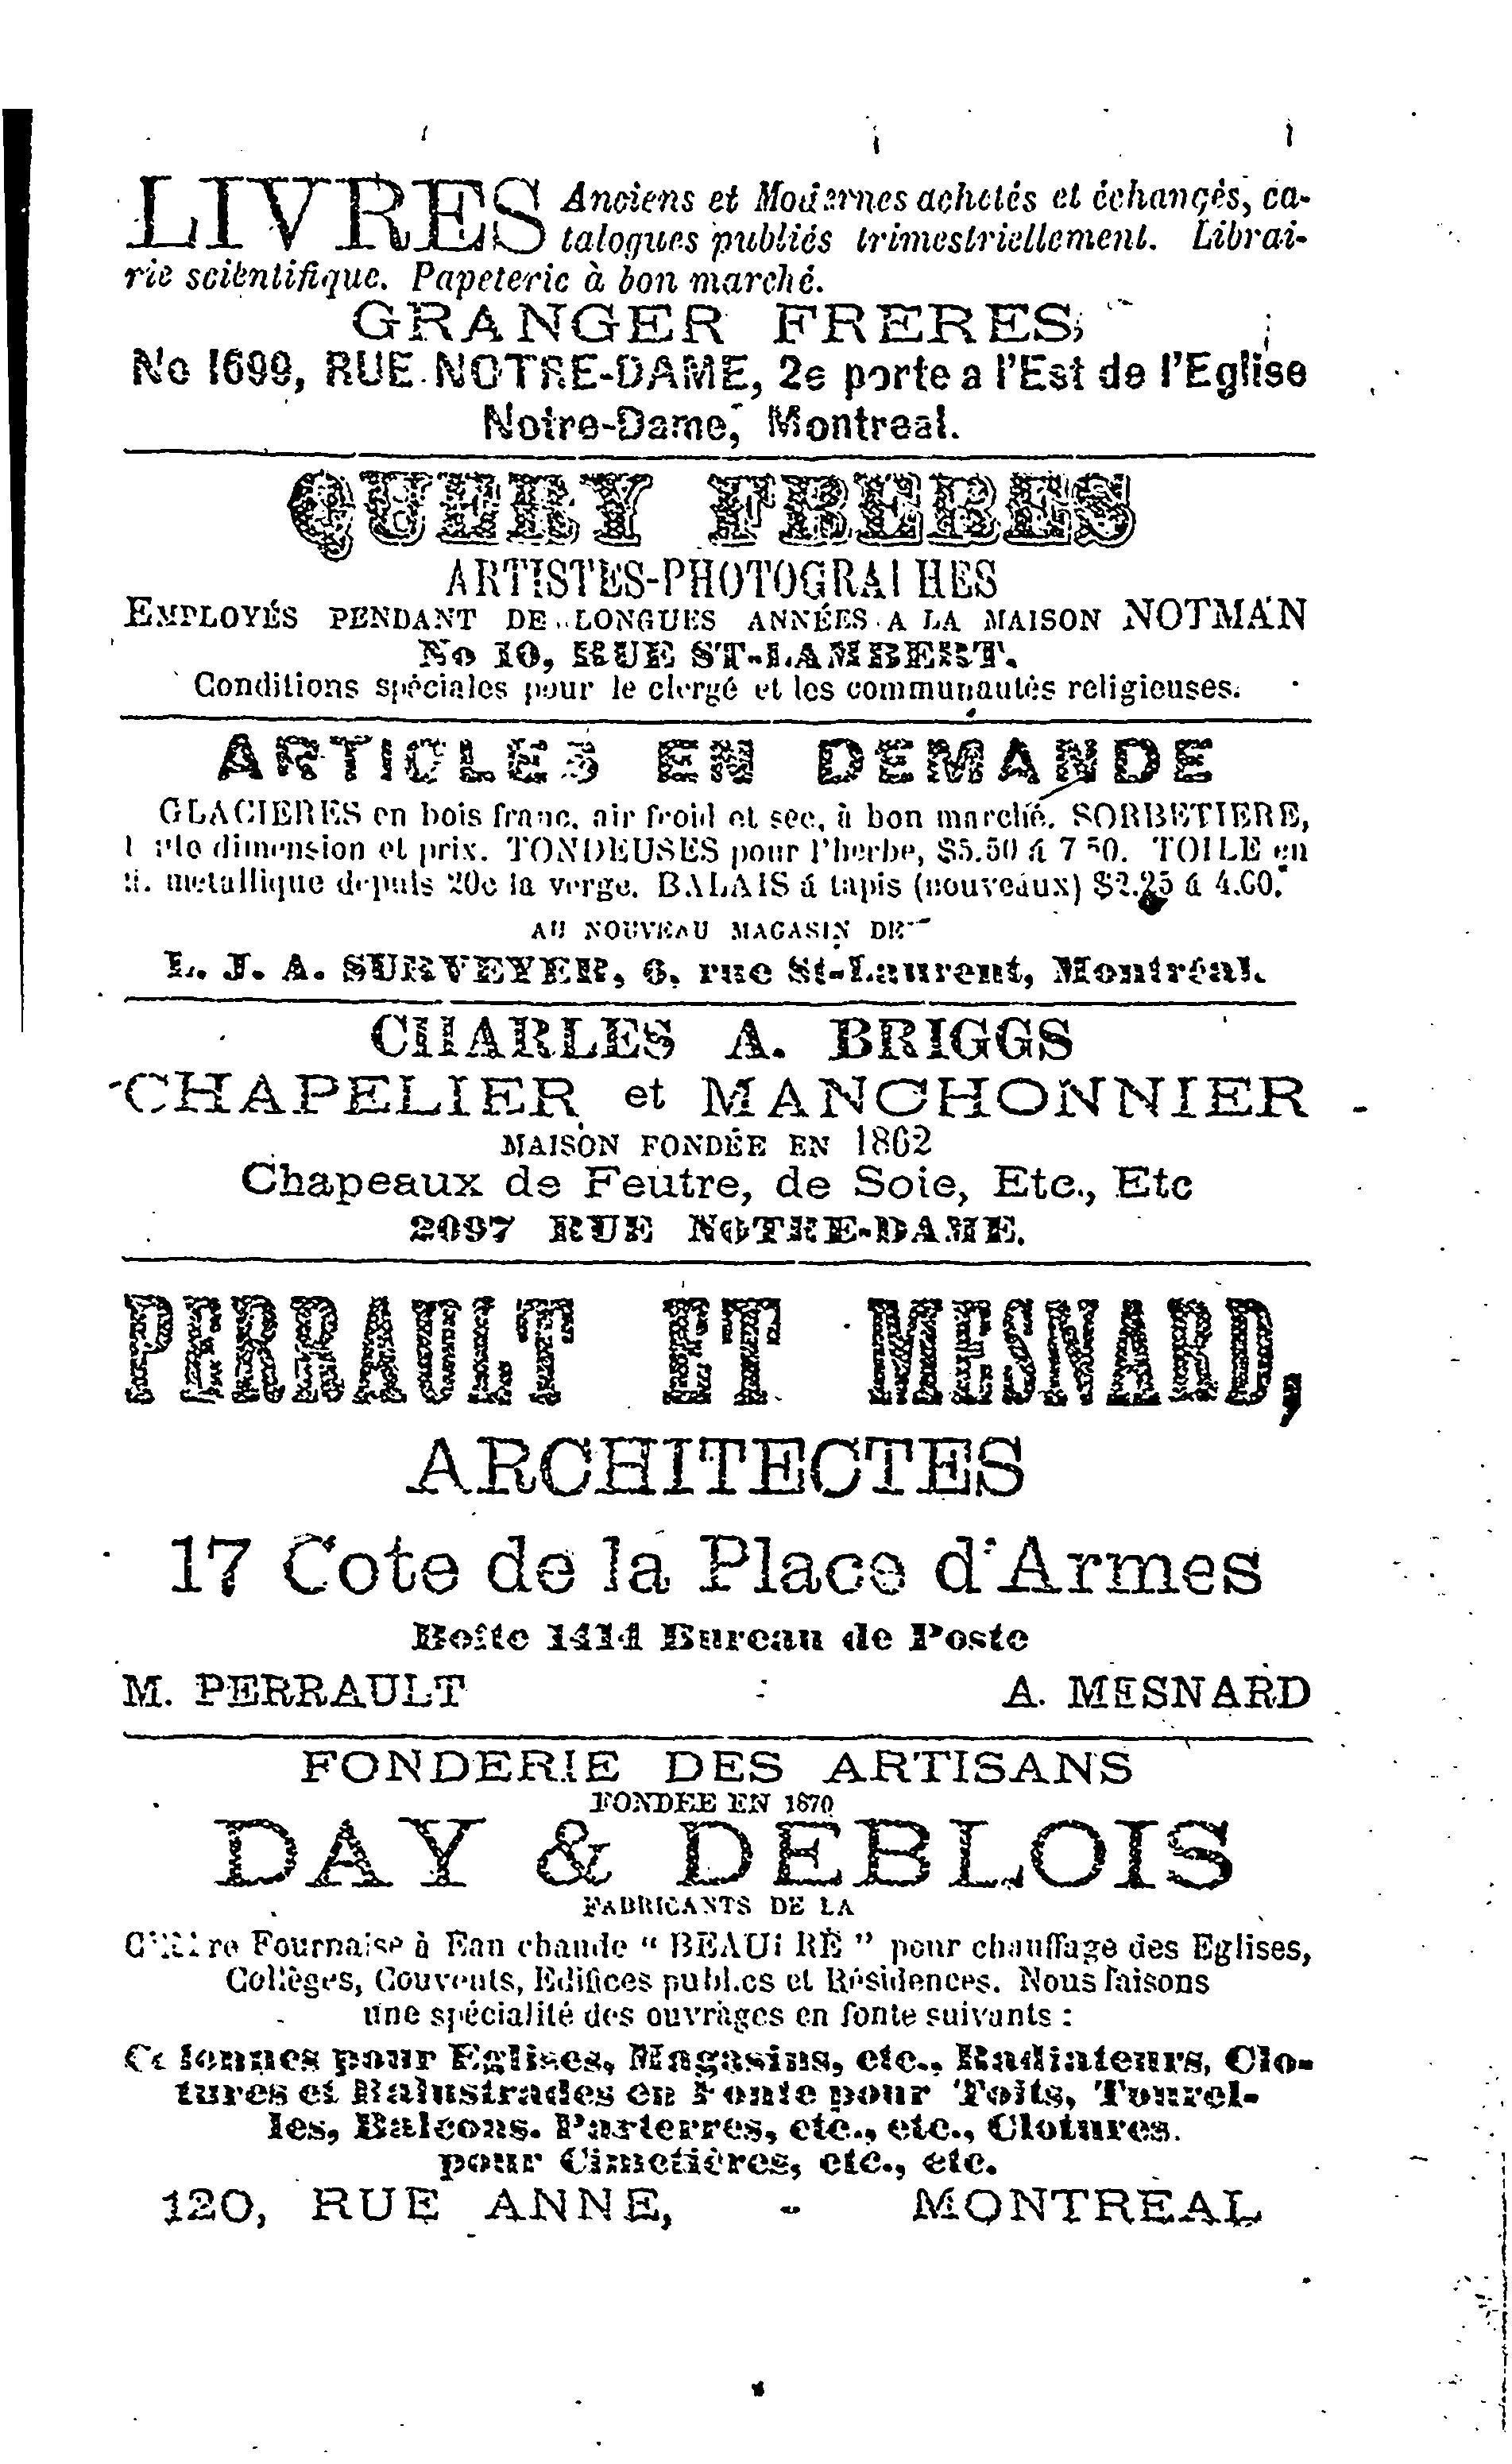 LIVRES Anciens et Modernes achetés et échangés, ca-
talogues publiés trimestriellement. Librai-
rie scientifique. Papeterie à bon marché.
GRANGER FRERES,
No 1699, RUE NOTRE-DAME, 2e porte a l'Est de l'Eglise
Notre-Dame, Montreal.
QUERY FRERES
ARTISTES-PHOTOGRAPHES
EMPLOYÉS PENDANT DE LONGUES ANNÉES A LA MAISON NOTMAN
No 10, RUE ST-LAMBERT.
Conditions spéciales pour le clergé et les communautés religieuses.
ARTICLES EN DEMANDE
GLACIERES en bois franc, air froid et sec, à bon marché. SORBETIERE,
dimension et prix. TONDEUSES pour l'herbe, $5.50 à 7 50. TOILE en
metallique depuis 20c la verge. BALAIS à tapis (nouveaux) $2.25 à 4.00.
AU NOUVEAU MAGASIN DE
L. J. A. SURVEYER, 6, rue St-Laurent, Montréal.
CHARLES A. BRIGGS
CHAPELIER et MANCHONNIER
MAISON FONDÉE EN 1862
Chapeaux de Feutre, de Soie, Etc., Etc
2097 RUE NOTRE-DAME.
PERRAULT ET MESNARD,
ARCHITECTES
17 Cote de la Place d'Armes
Boîte 1414 Bureau de Poste
M. PERRAULT : A. MESNARD
FONDERIE DES ARTISANS
FONDEE EN 1870
DAY & DEBLOIS
FABRICANTS DE LA
Fournaise à Eau chaude " " pour chauffage des Eglises,
Collèges, Couvents, Edifices publics et Résidences. Nous faisons
une spécialité des ouvrages en fonte suivants :
Colonnes pour Eglises, Magasins, etc., Radiateurs, Clo-
tures et Balustrades en Fonte pour Toits, Tourel-
les, Balcons. Parterres, etc., etc., Clotures.
pour Cimetières, etc., etc.
120, RUE ANNE, - MONTREAL